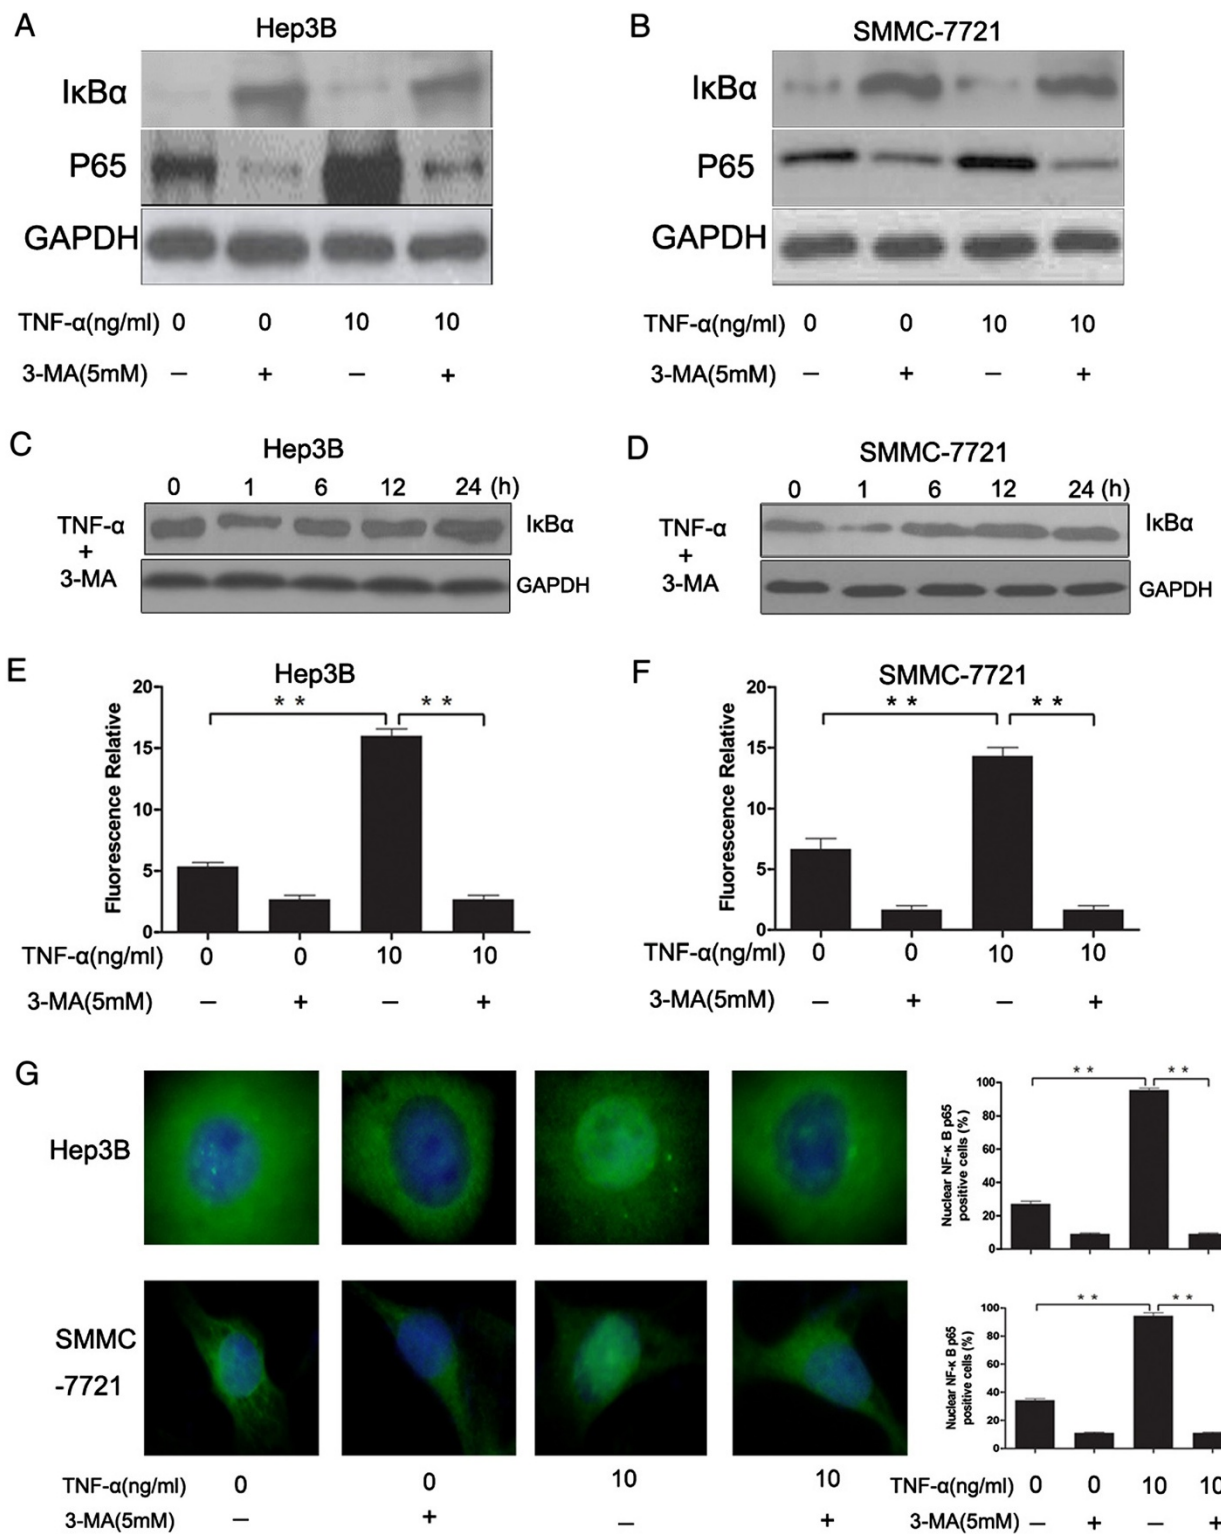 A
Hep3B
IκBα
P65
GAPDH
TNF-α(ng/ml) 0 0 10 10
3-MA(5mM) – + – +
B
SMMC-7721
IκBα
P65
GAPDH
TNF-α(ng/ml) 0 0 10 10
3-MA(5mM) – + – +
C
Hep3B
0 1 6 12 24 (h)
TNF-α
+
3-MA
IκBα
GAPDH
D
SMMC-7721
0 1 6 12 24 (h)
TNF-α
+
3-MA
IκBα
GAPDH
E
Hep3B
Fluorescence Relative
20
15
10
5
0
* *
* *
TNF-α(ng/ml) 0 0 10 10
3-MA(5mM) – + – +
F
SMMC-7721
Fluorescence Relative
20
15
10
5
0
* *
* *
TNF-α(ng/ml) 0 0 10 10
3-MA(5mM) – + – +
G
Hep3B
SMMC
-7721
TNF-α(ng/ml) 0 0 10 10
3-MA(5mM) – + – +
Nuclear NF-κ B p65
positive cells (%)
100
80
60
40
20
0
* *
* *
Nuclear NF-κ B p65
positive cells (%)
100
80
60
40
20
0
* *
* *
TNF-α(ng/ml) 0 0 10 10
3-MA(5mM) – + – +